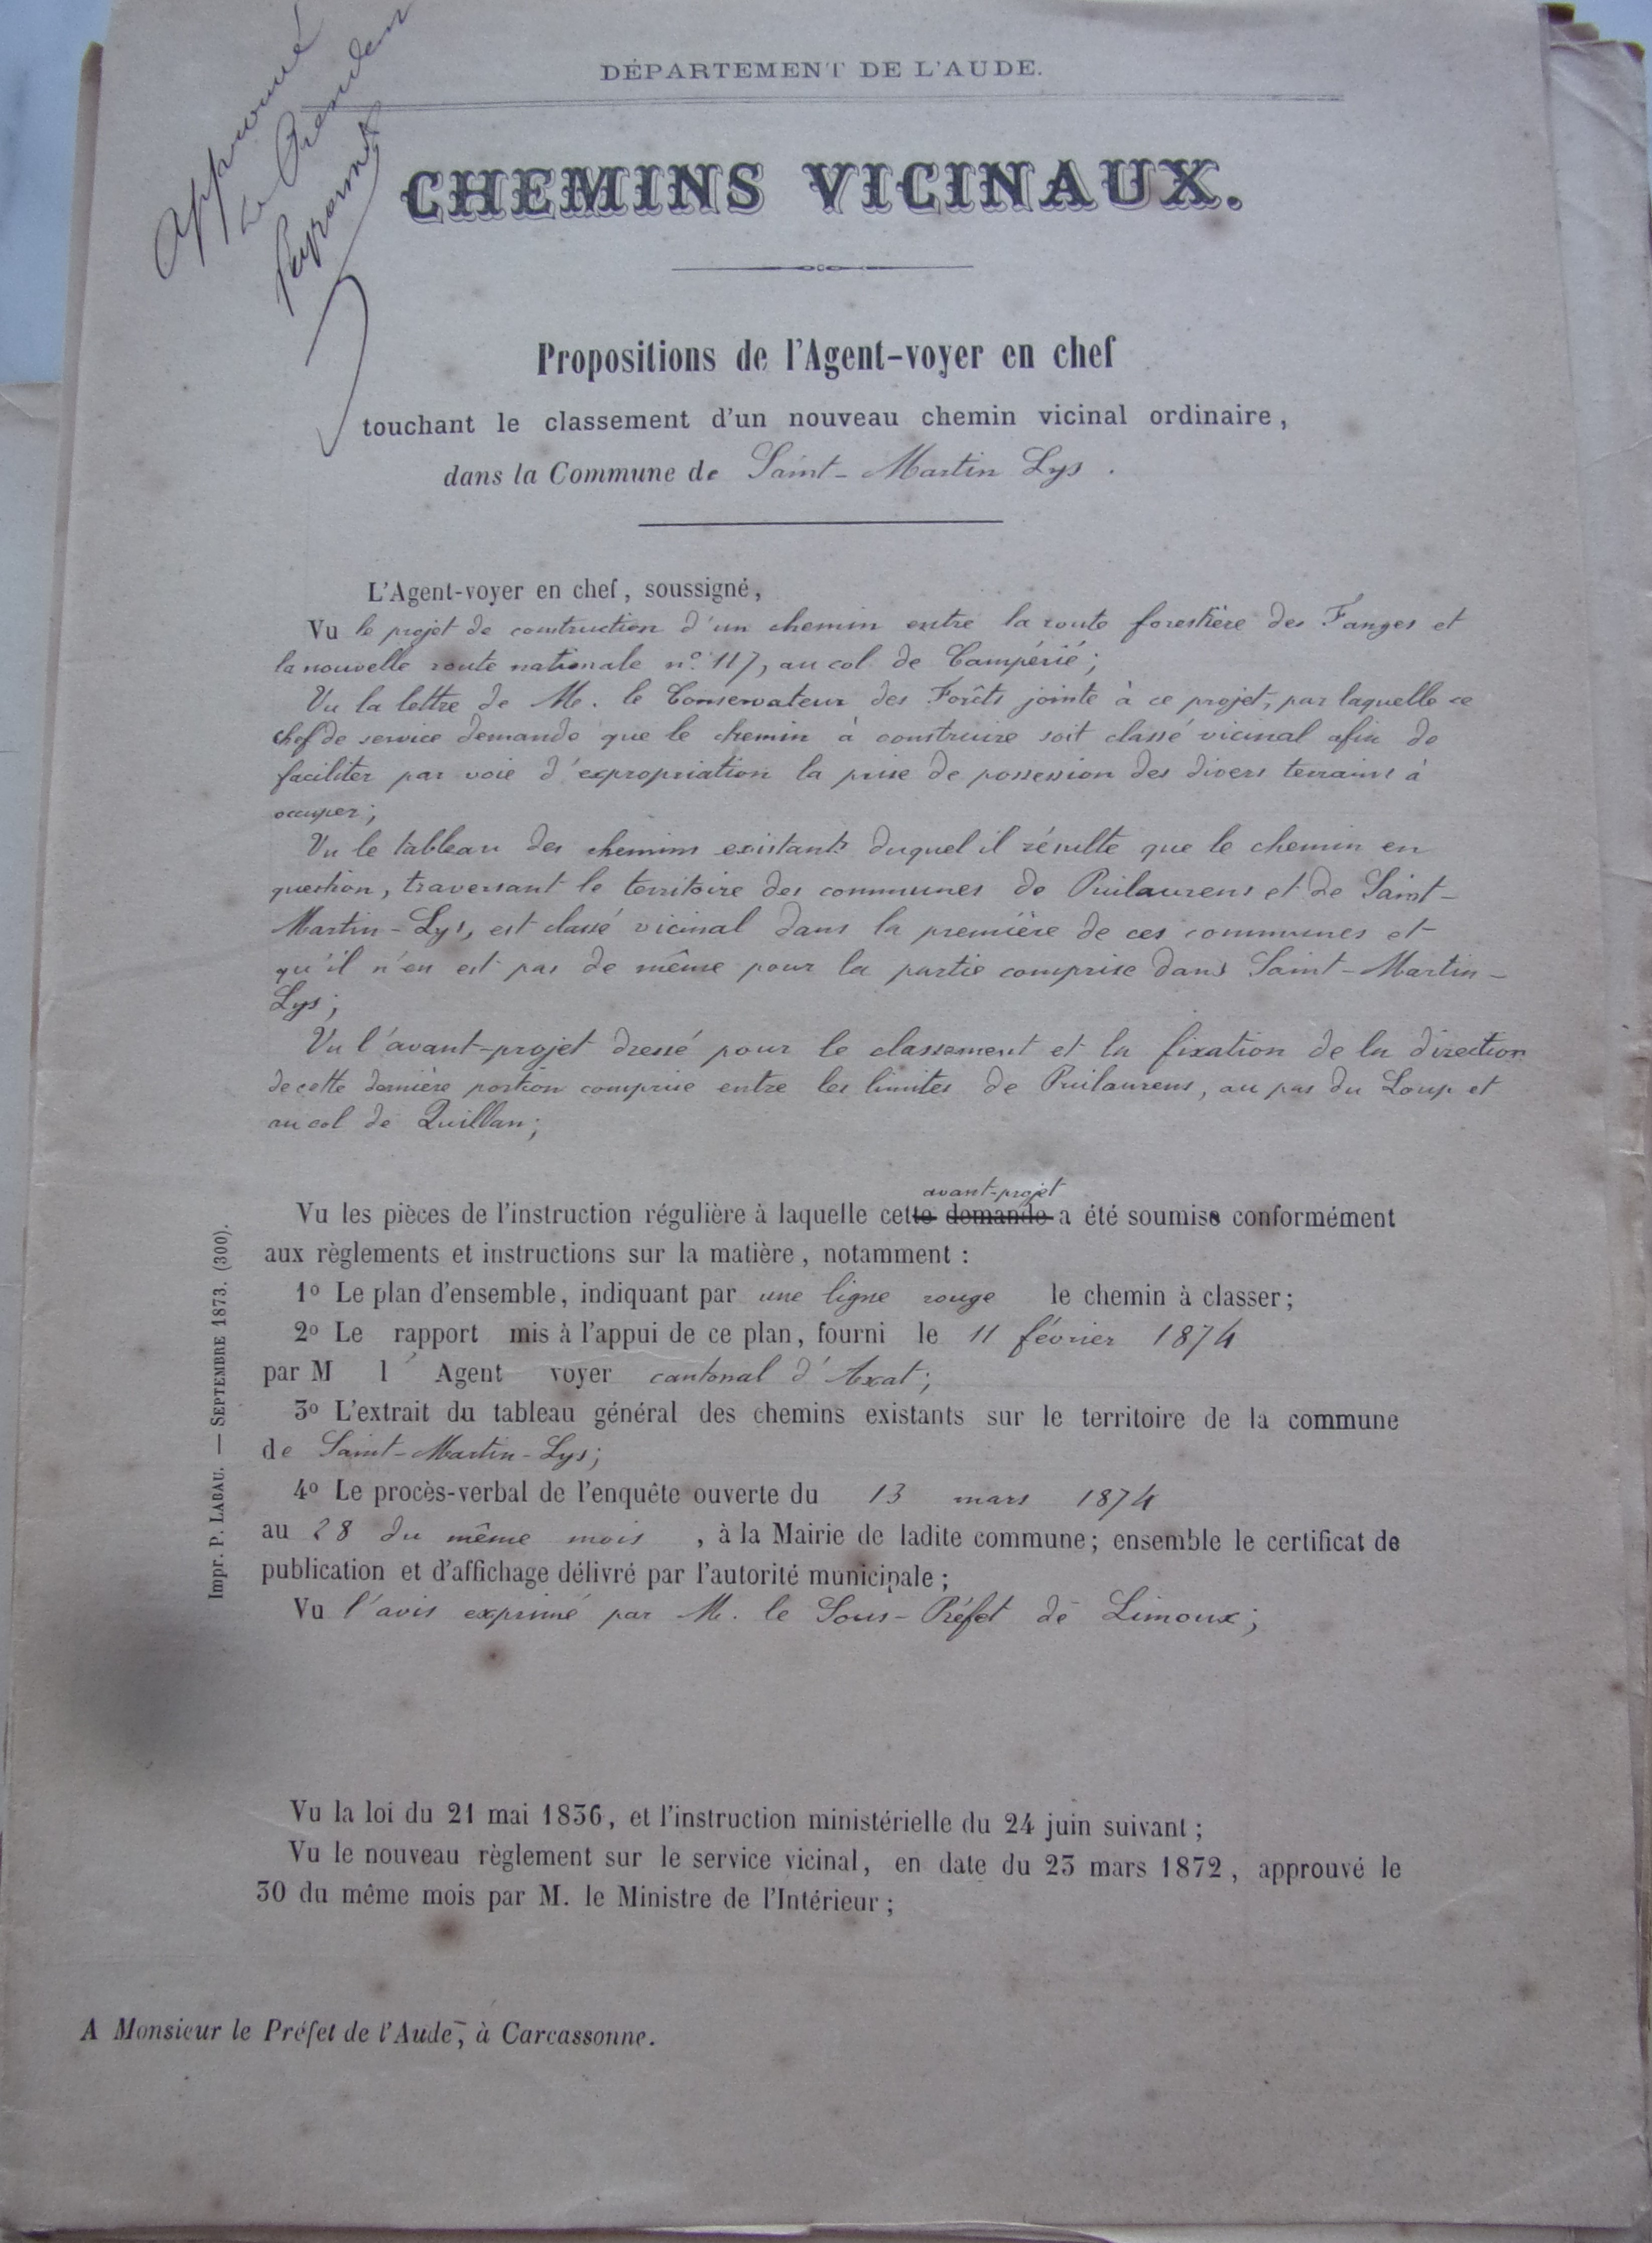 Approuvé
Le Président
DÉPARTEMENT DE L'AUDE.
CHEMINS VICINAUX.
Propositions de l'Agent-voyer en chef
touchant le classement d'un nouveau chemin vicinal ordinaire,
dans la Commune de Saint-Martin Lys.
L'Agent-voyer en chef, soussigné,
Vu le projet de construction d'un chemin entre la route forestière des Fanges et
la nouvelle route nationale n.º 117, au col de Campérié;
Vu la lettre de M. le Conservateur des Forêts jointe à ce projet, par laquelle ce
chef de service demande que le chemin à construire soit classé vicinal afin de
faciliter par voie d'expropriation la prise de possession des divers terrains à
occuper;
Vu le tableau des chemins existants duquel il résulte que le chemin en
question, traversant le territoire des communes de Puilaurens et de Saint-
Martin-Lys, est classé vicinal dans la première de ces communes et
qu'il n'en est pas de même pour la partie comprise dans Saint-Martin-
Lys;
Vu l'avant-projet dressé pour le classement et la fixation de la direction
de cette dernière portion comprise entre les limites de Puilaurens, au pas du Loup et
au col de Quillan;
avant-projet
Vu les pièces de l'instruction régulière à laquelle cette demande a été soumise conformément
aux règlements et instructions sur la matière, notamment :
1º Le plan d'ensemble, indiquant par une ligne rouge le chemin à classer;
2º Le rapport mis à l'appui de ce plan, fourni le 11 février 1874
par M l' Agent voyer cantonal d'Axat;
3º L'extrait du tableau général des chemins existants sur le territoire de la commune
de Saint-Martin-Lys;
4º Le procès-verbal de l'enquête ouverte du 13 mars 1874
au 28 du même mois, à la Mairie de ladite commune; ensemble le certificat de
publication et d'affichage délivré par l'autorité municipale;
Vu l'avis exprimé par M. le Sous-Préfet de Limoux;
Vu la loi du 21 mai 1836, et l'instruction ministérielle du 24 juin suivant;
Vu le nouveau règlement sur le service vicinal, en date du 23 mars 1872, approuvé le
30 du même mois par M. le Ministre de l'Intérieur;
A Monsieur le Préfet de l'Aude, à Carcassonne.
Impr. P. LABAU. — SEPTEMBRE 1873. (300).